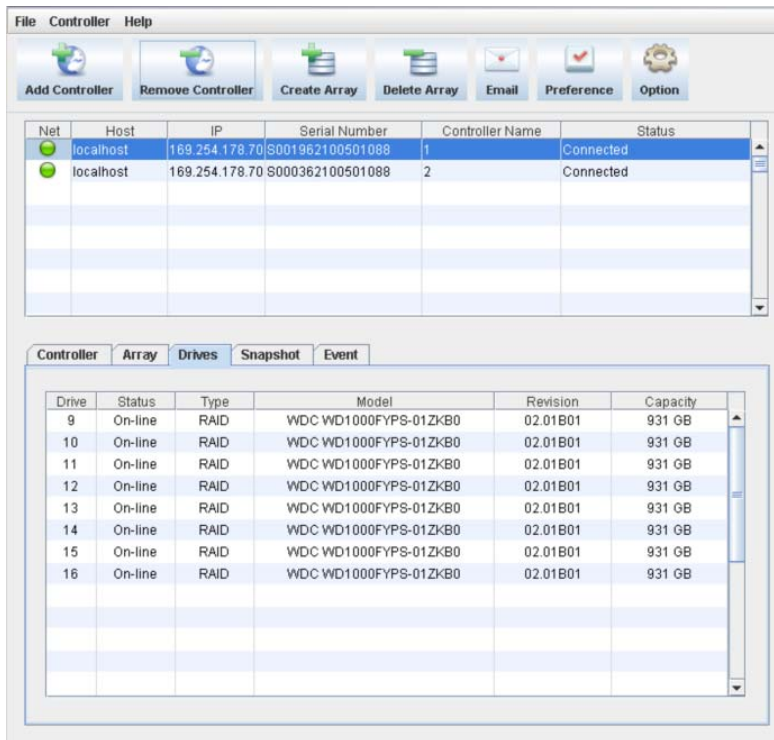 File Controller Help
Add Controller Remove Controller Create Array Delete Array Email Preference Option
Net Host IP Serial Number Controller Name Status
localhost 169.254.178.70 S001962100501088 1 Connected
localhost 169.254.178.70 S000362100501088 2 Connected
Controller Array Drives Snapshot Event
Drive Status Type Model Revision Capacity
9 On-line RAID WDC WD1000FYPS-01ZKB0 02.01B01 931 GB
10 On-line RAID WDC WD1000FYPS-01ZKB0 02.01B01 931 GB
11 On-line RAID WDC WD1000FYPS-01ZKB0 02.01B01 931 GB
12 On-line RAID WDC WD1000FYPS-01ZKB0 02.01B01 931 GB
13 On-line RAID WDC WD1000FYPS-01ZKB0 02.01B01 931 GB
14 On-line RAID WDC WD1000FYPS-01ZKB0 02.01B01 931 GB
15 On-line RAID WDC WD1000FYPS-01ZKB0 02.01B01 931 GB
16 On-line RAID WDC WD1000FYPS-01ZKB0 02.01B01 931 GB